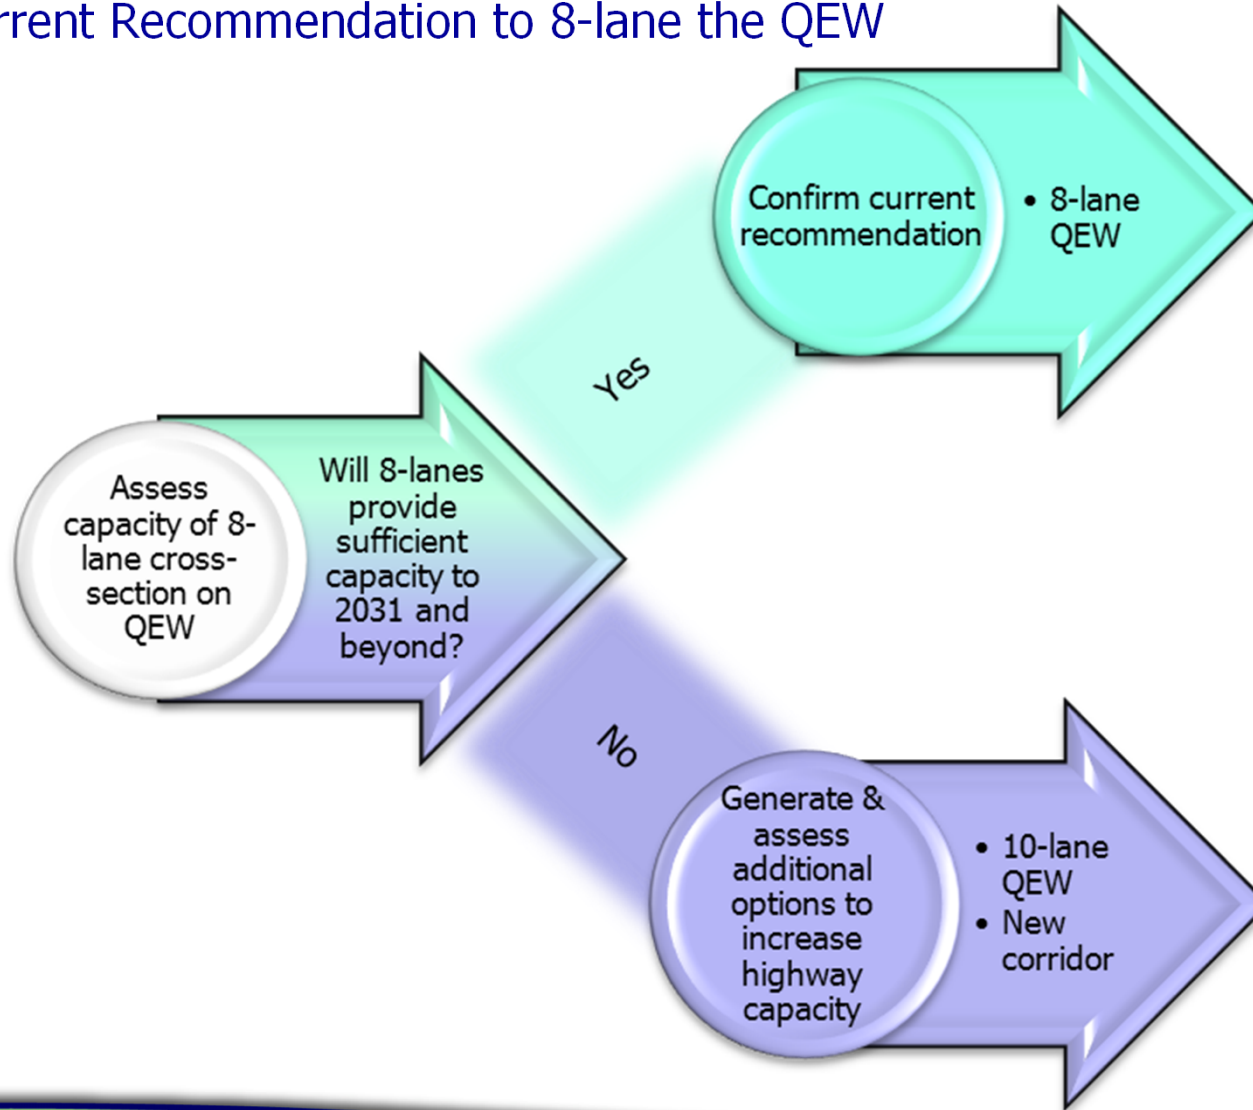 rrent Recommendation to 8-lane the QEW
Confirm current
recommendation
• 8-lane
QEW
Yes
Assess
capacity of 8-
lane cross-
section on
QEW
Will 8-lanes
provide
sufficient
capacity to
2031 and
beyond?
No
Generate &
assess
additional
options to
increase
highway
capacity
• 10-lane
QEW
• New
corridor